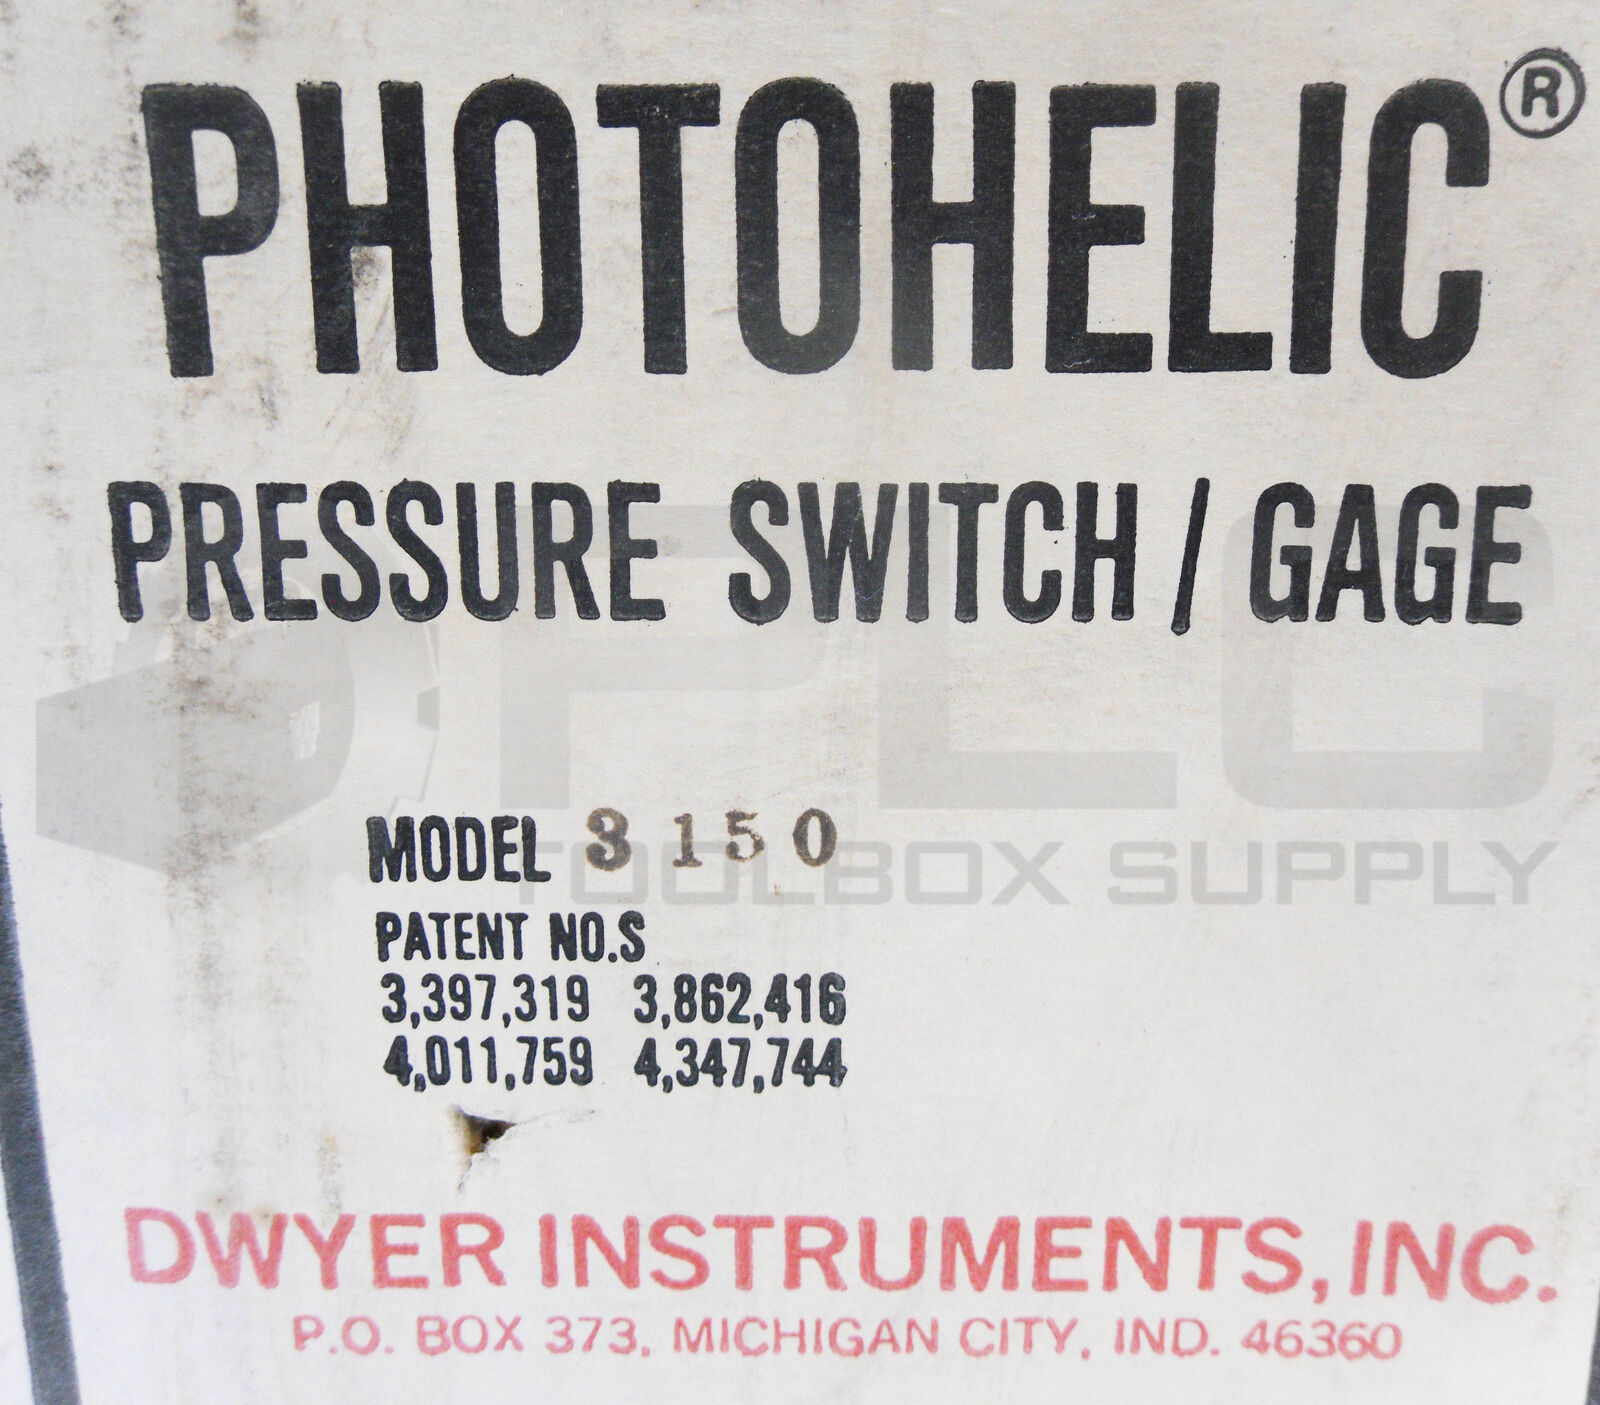 PHOTOHELIC®
PRESSURE SWITCH / GAGE
PLC
MODEL 3150
TOOLBOX SUPPLY
PATENT NO.S
3,397,319 3,862,416
4,011,759 4,347,744
DWYER INSTRUMENTS, INC.
P.O. BOX 373, MICHIGAN CITY, IND. 46360